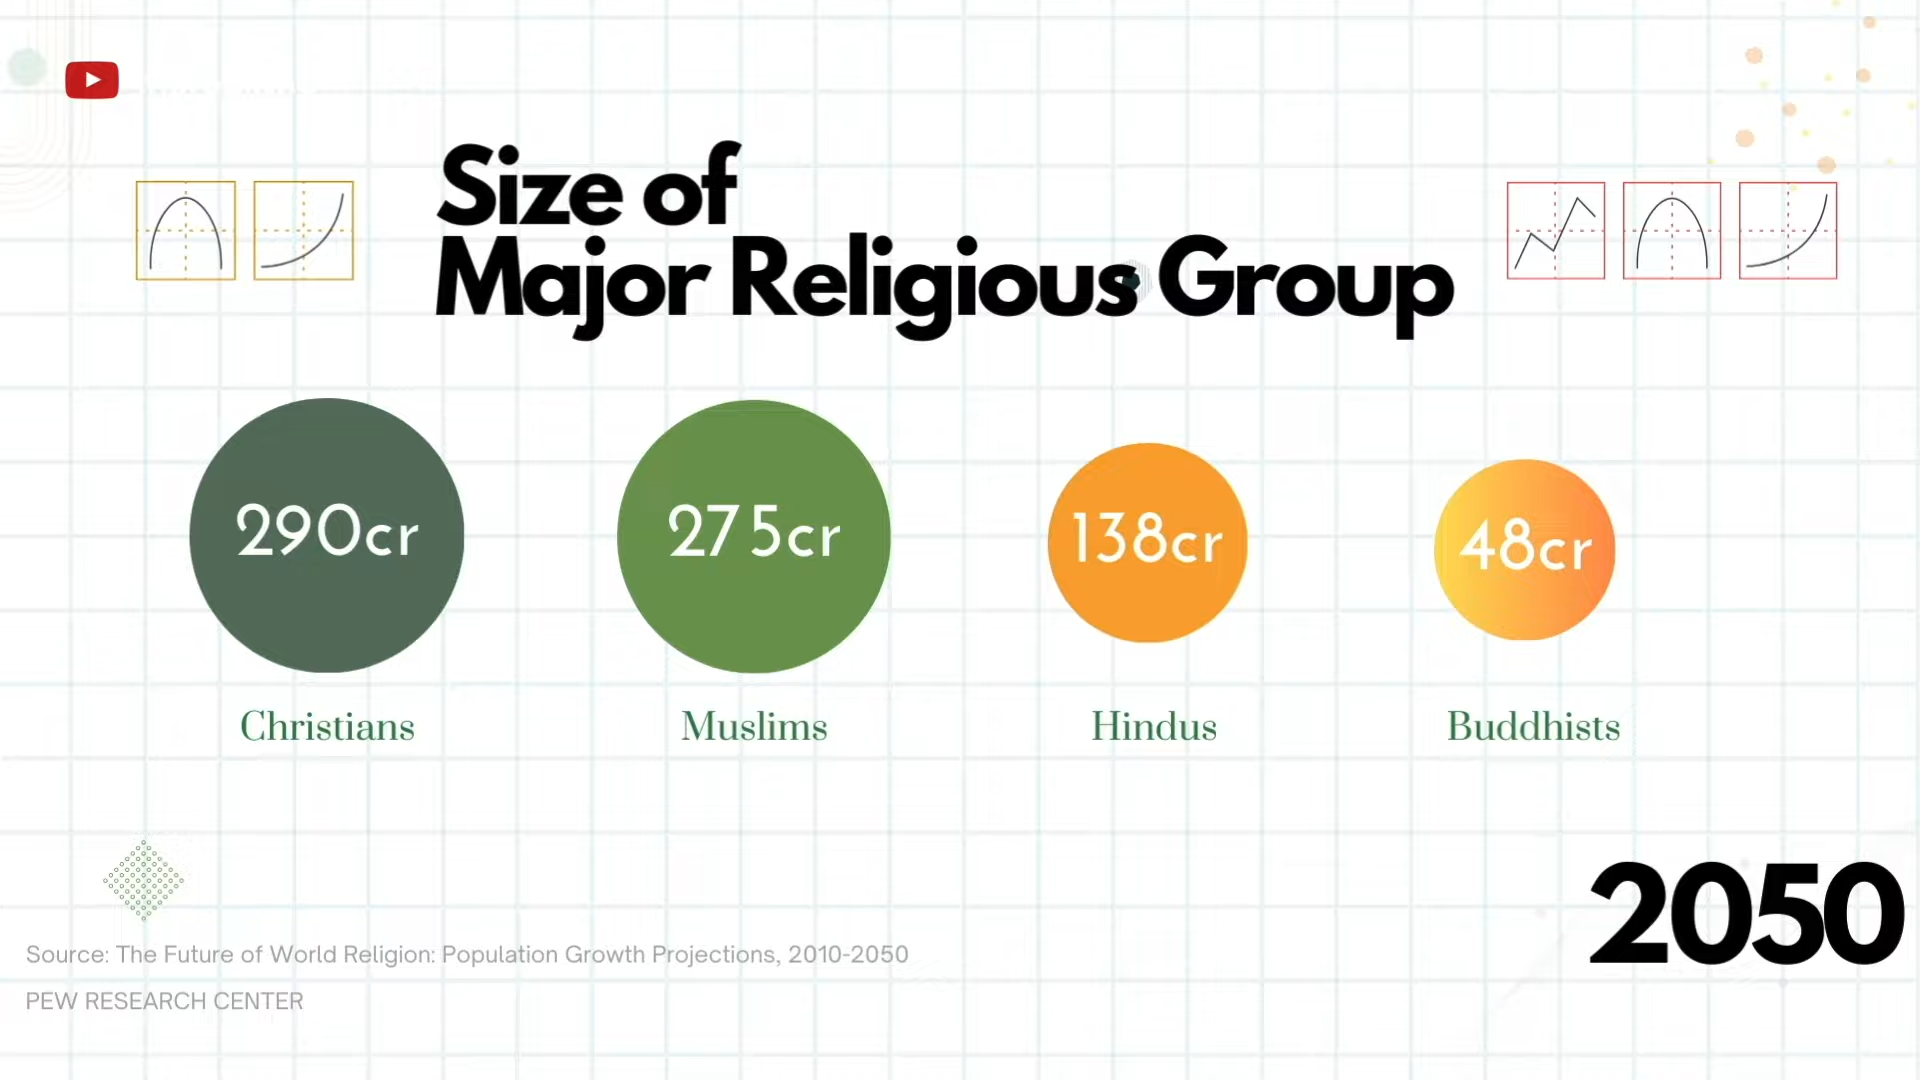 Size of
Major Religious Group
290cr
275cr
138cr
48cr
Christians
Muslims
Hindus
Buddhists
2050
Source: The Future of World Religion: Population Growth Projections, 2010-2050
PEW RESEARCH CENTER